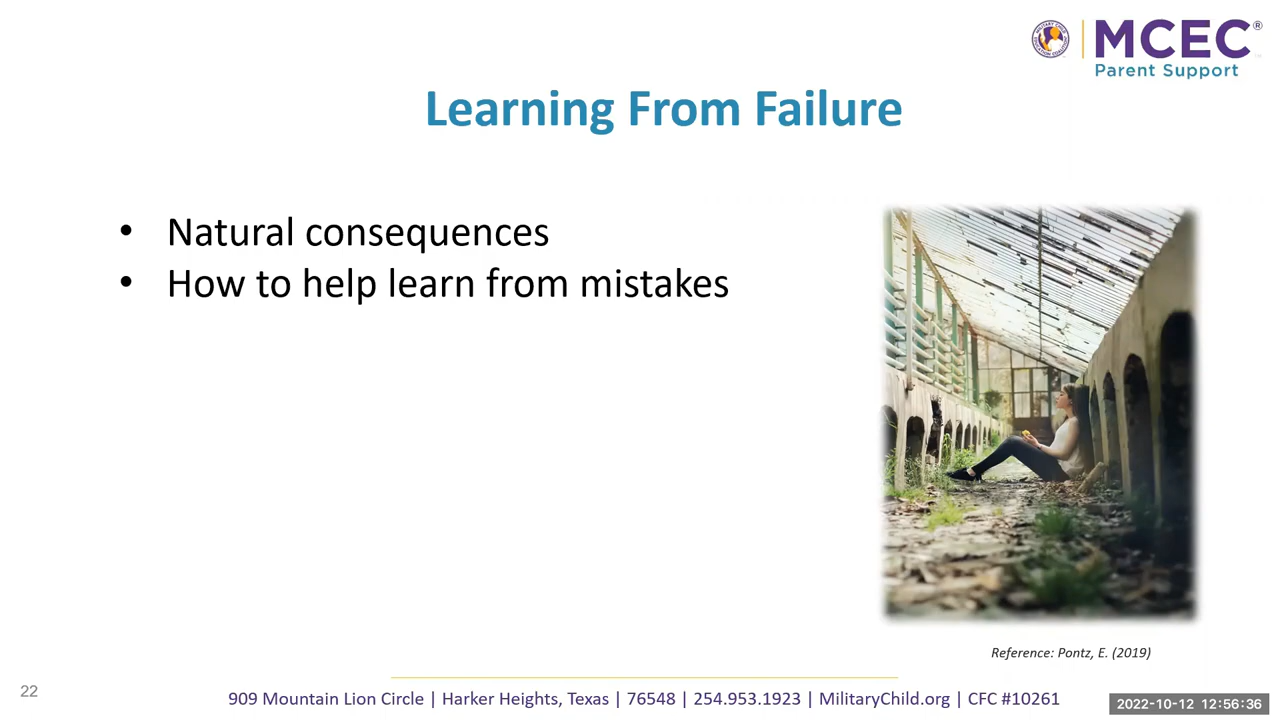 MCEC®
Parent Support
Learning From Failure
• Natural consequences
• How to help learn from mistakes
Reference: Pontz, E. (2019)
22
909 Mountain Lion Circle | Harker Heights, Texas | 76548 | 254.953.1923 | MilitaryChild.org | CFC #10261
2022-10-12 12:56:36